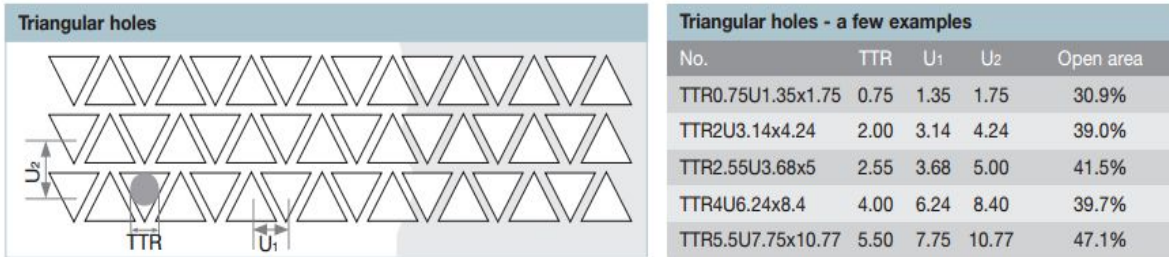 Triangular holes
U2
TTR
U1
Triangular holes - a few examples
No. TTR U1 U2 Open area
TTR0.75U1.35x1.75 0.75 1.35 1.75 30.9%
TTR2U3.14x4.24 2.00 3.14 4.24 39.0%
TTR2.55U3.68x5 2.55 3.68 5.00 41.5%
TTR4U6.24x8.4 4.00 6.24 8.40 39.7%
TTR5.5U7.75x10.77 5.50 7.75 10.77 47.1%